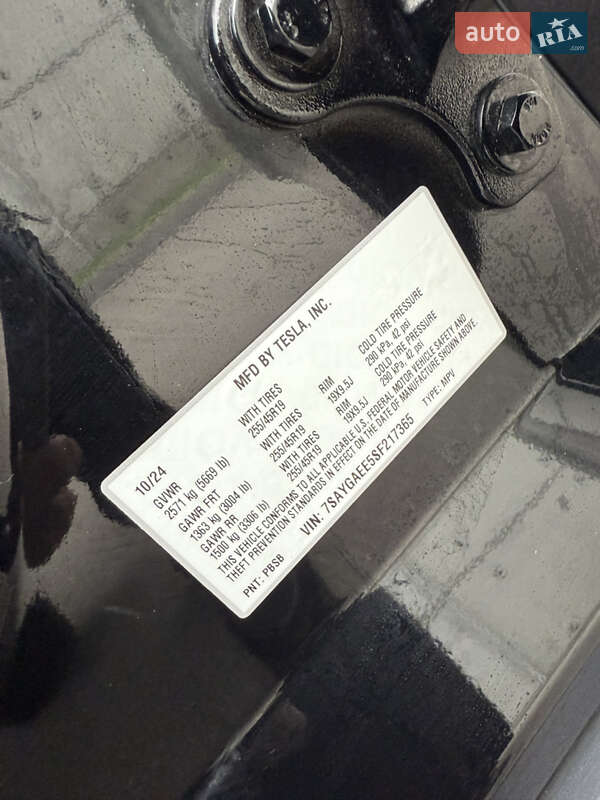 auto RIA .com
MFD BY TESLA, INC.
10/24
GVWR
2571 kg (5669 lb)
GAWR FRT WITH TIRES RIM COLD TIRE PRESSURE
1363 kg (3004 lb) 255/45R19 19X9.5J 290 kPa, 42 psi
GAWR RR WITH TIRES RIM COLD TIRE PRESSURE
1500 kg (3306 lb) 255/45R19 19X9.5J 290 kPa, 42 psi
WITH TIRES
255/45R19
THIS VEHICLE CONFORMS TO ALL APPLICABLE U.S. FEDERAL MOTOR VEHICLE SAFETY AND
THEFT PREVENTION STANDARDS IN EFFECT ON THE DATE OF MANUFACTURE SHOWN ABOVE.
PNT: PBSB VIN: 7SAYGAEE5SF217365 TYPE: MPV